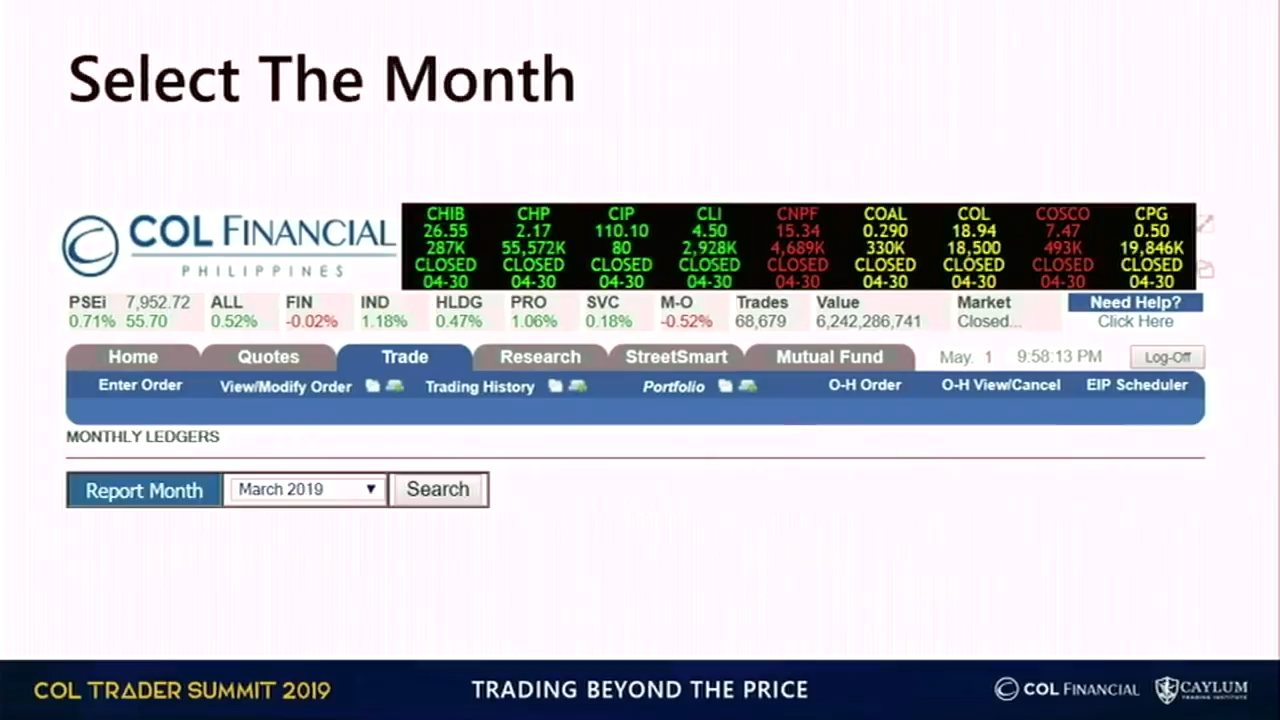 Select The Month
COL FINANCIAL
PHILIPPINES
CHIB CHP CIP CLI CNPF COAL COL COSCO CPG
26.55 2.17 110.10 4.50 15.34 0.290 18.94 7.47 0.50
287K 55,572K 80 2,928K 4,689K 330K 18,500 493K 19,846K
CLOSED CLOSED CLOSED CLOSED CLOSED CLOSED CLOSED CLOSED CLOSED
04-30 04-30 04-30 04-30 04-30 04-30 04-30 04-30 04-30
PSEi 7,952.72 ALL FIN IND HLDG PRO SVC M-O Trades Value Market Need Help?
0.71% 55.70 0.52% -0.02% 1.18% 0.47% 1.06% 0.18% -0.52% 68,679 6,242,286,741 Closed... Click Here
Home Quotes Trade Research StreetSmart Mutual Fund May. 1 9:58:13 PM Log-Off
Enter Order View/Modify Order Trading History Portfolio O-H Order O-H View/Cancel EIP Scheduler
MONTHLY LEDGERS
Report Month March 2019 Search
COL TRADER SUMMIT 2019 TRADING BEYOND THE PRICE COL FINANCIAL CAYLUM
TRADING INSTITUTE